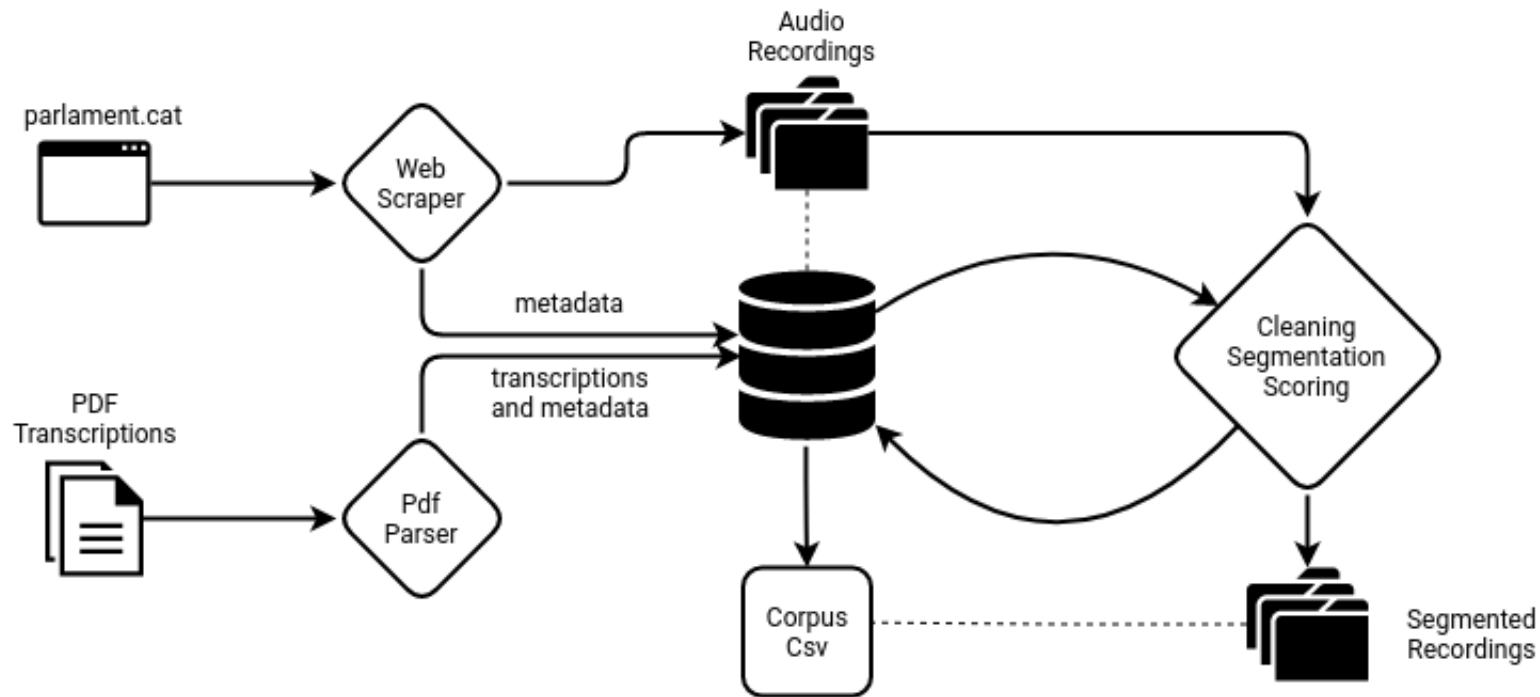 Audio
Recordings
parlament.cat
Web
Scraper
metadata
transcriptions
and metadata
Cleaning
Segmentation
Scoring
PDF
Transcriptions
Pdf
Parser
Corpus
Csv
Segmented
Recordings